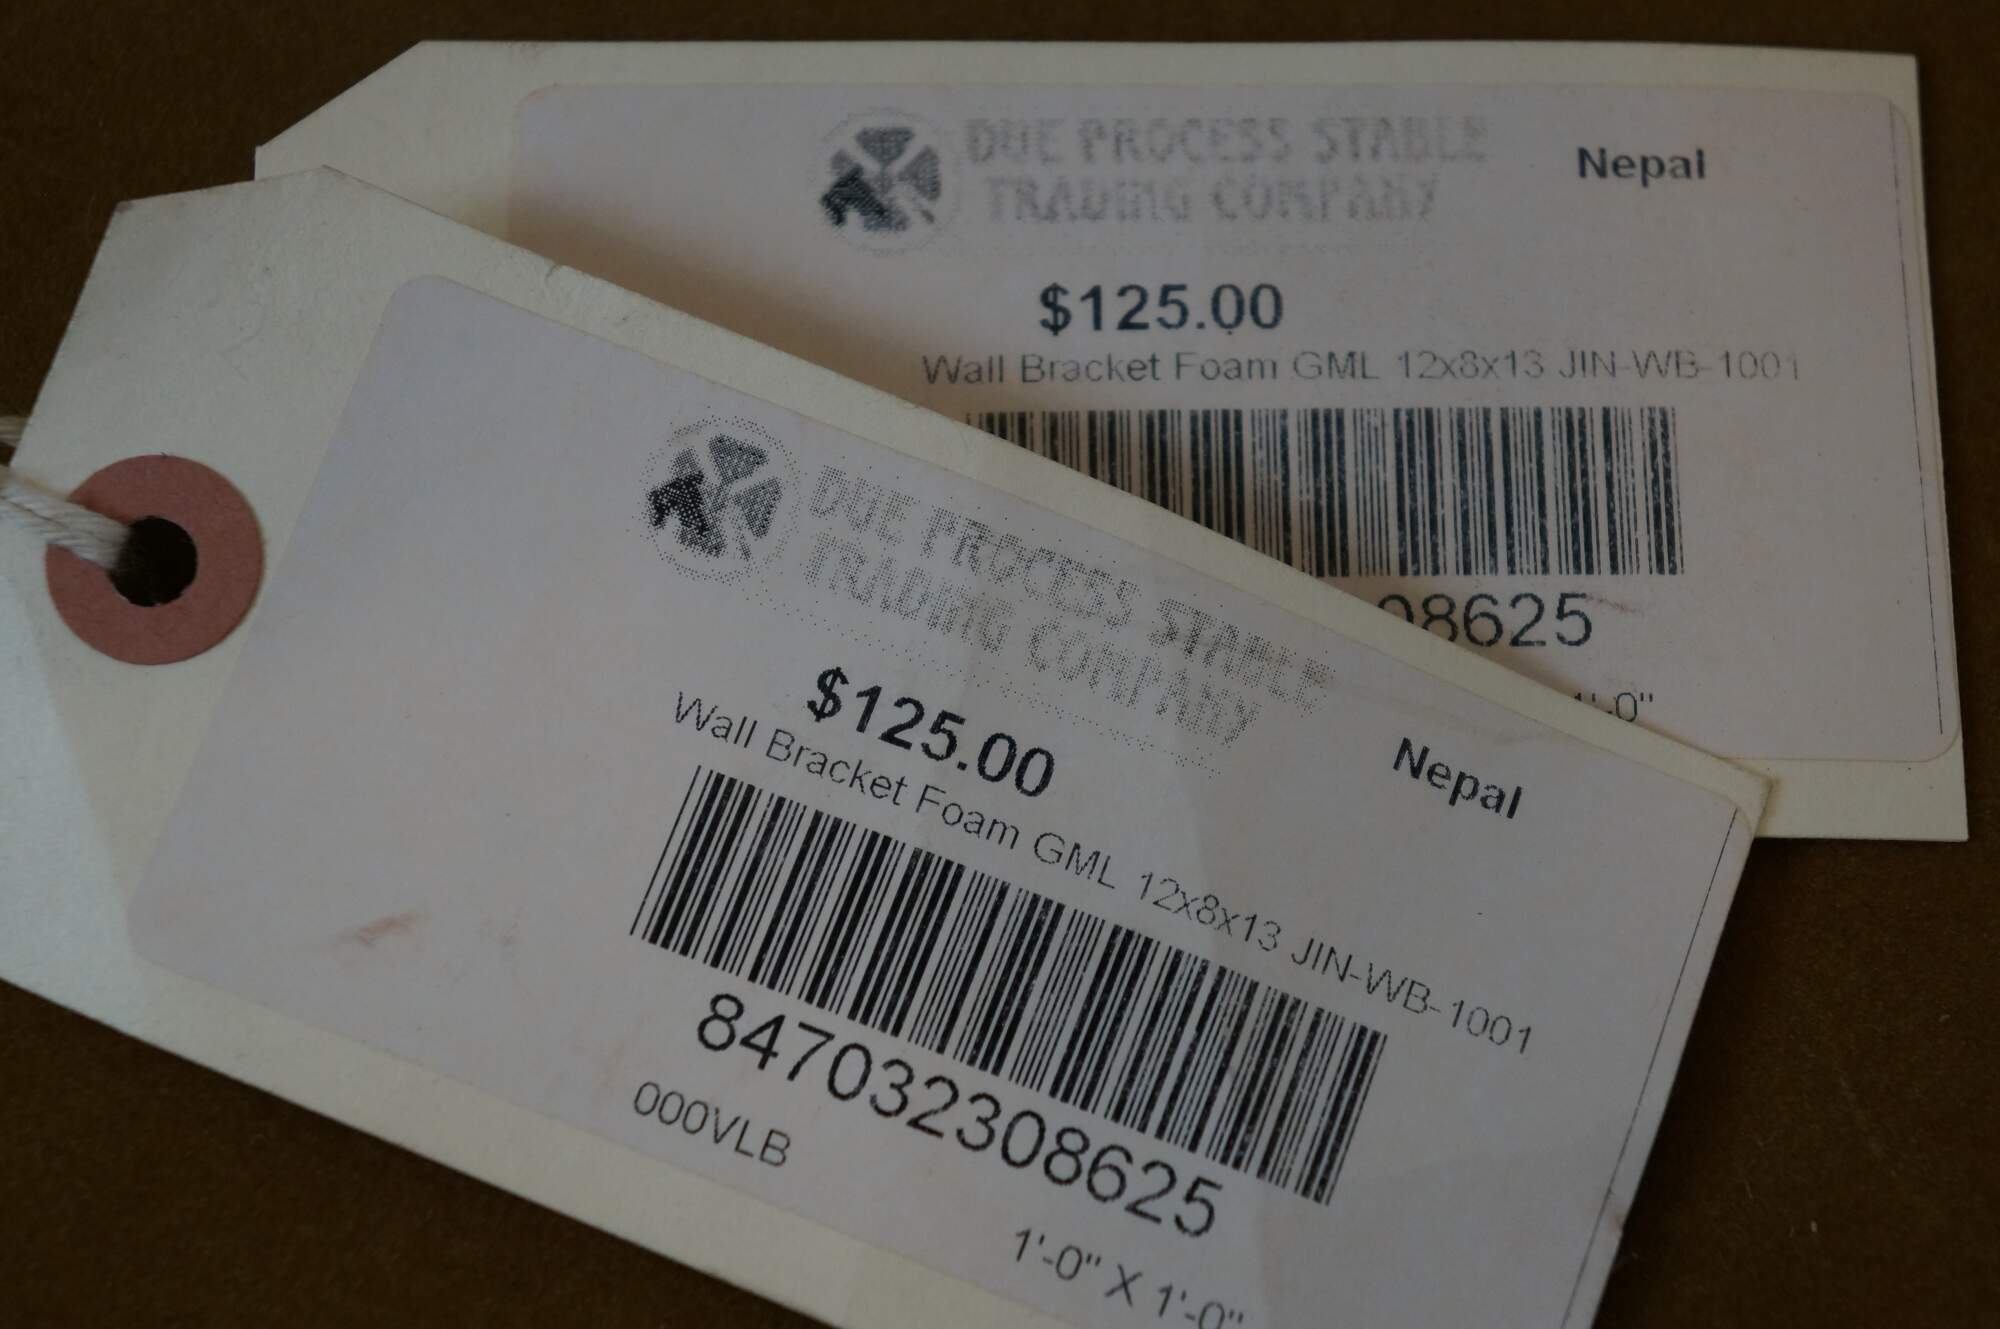 DUE PROCESS STABLE
TRADING COMPANY
Nepal
$125.00
Wall Bracket Foam GML 12x8x13 JIN-WB-1001
08625
1'-0"
DUE PROCESS STABLE
TRADING COMPANY
Nepal
$125.00
Wall Bracket Foam GML 12x8x13 JIN-WB-1001
847032308625
000VLB
1'-0" X 1'-0"